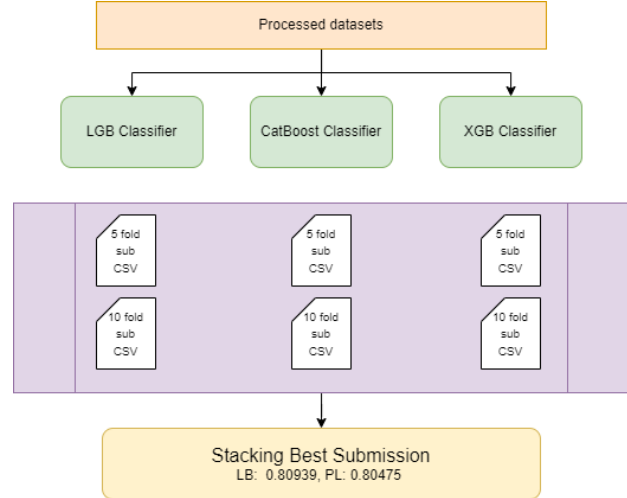 Processed datasets
LGB Classifier
CatBoost Classifier
XGB Classifier
5 fold
sub
CSV
5 fold
sub
CSV
5 fold
sub
CSV
10 fold
sub
CSV
10 fold
sub
CSV
10 fold
sub
CSV
Stacking Best Submission
LB: 0.80939, PL: 0.80475